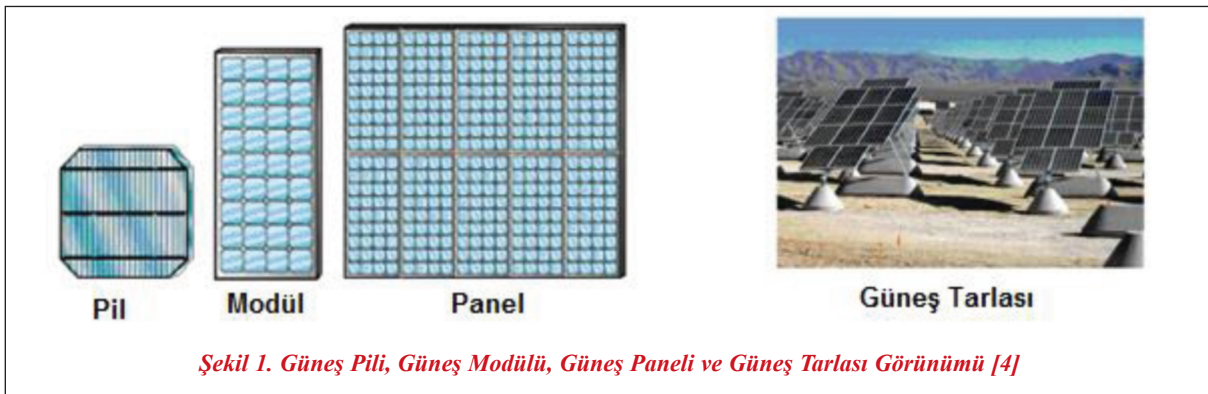 Pil
Modül
Panel
Güneş Tarlası
Şekil 1. Güneş Pili, Güneş Modülü, Güneş Paneli ve Güneş Tarlası Görünümü [4]